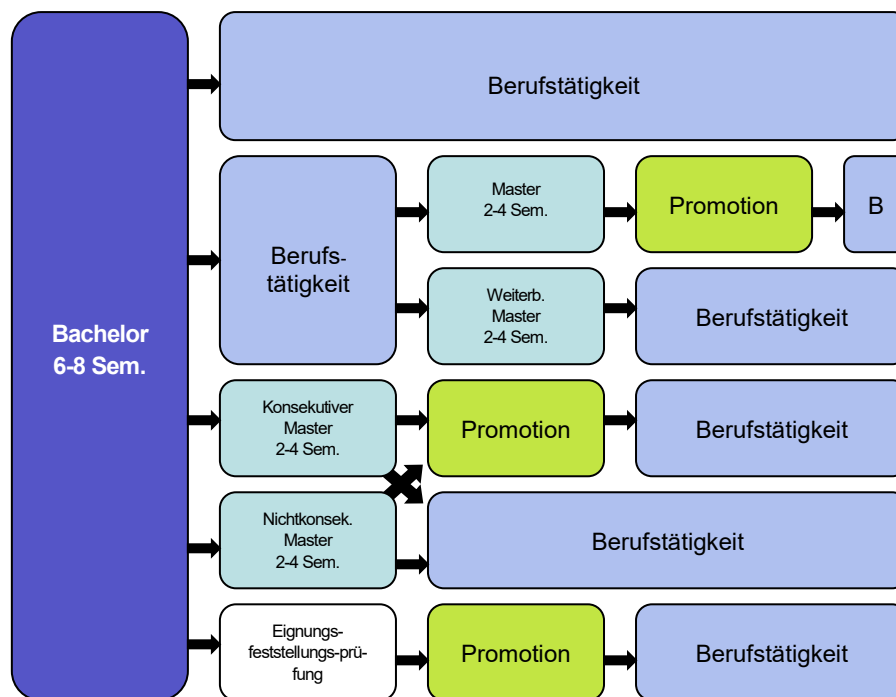 Bachelor
6-8 Sem.
Berufstätigkeit
Berufs-
tätigkeit
Master
2-4 Sem.
Promotion
B
Weiterb.
Master
2-4 Sem.
Berufstätigkeit
Konsekutiver
Master
2-4 Sem.
Promotion
Berufstätigkeit
Nichtkonsek.
Master
2-4 Sem.
Berufstätigkeit
Eignungs-
feststellungs-prü-
fung
Promotion
Berufstätigkeit